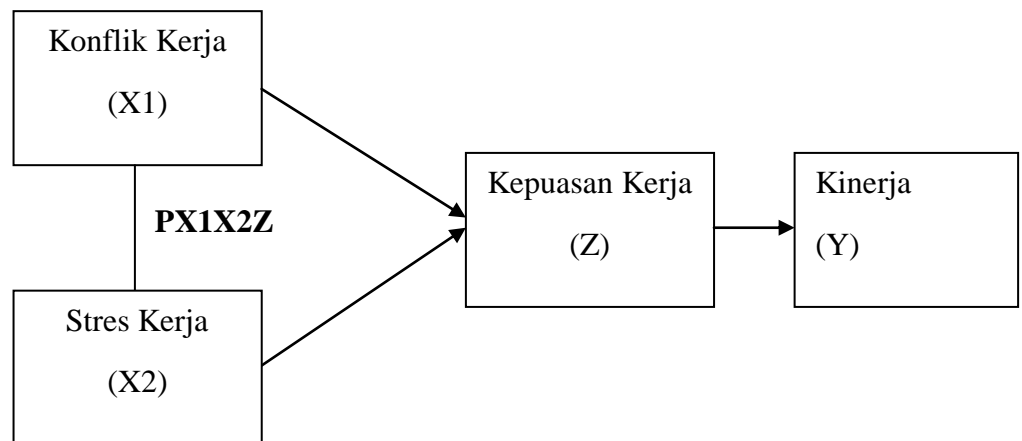 Konflik Kerja
(X1)
PX1X2Z
Stres Kerja
(X2)
Kepuasan Kerja
(Z)
Kinerja
(Y)